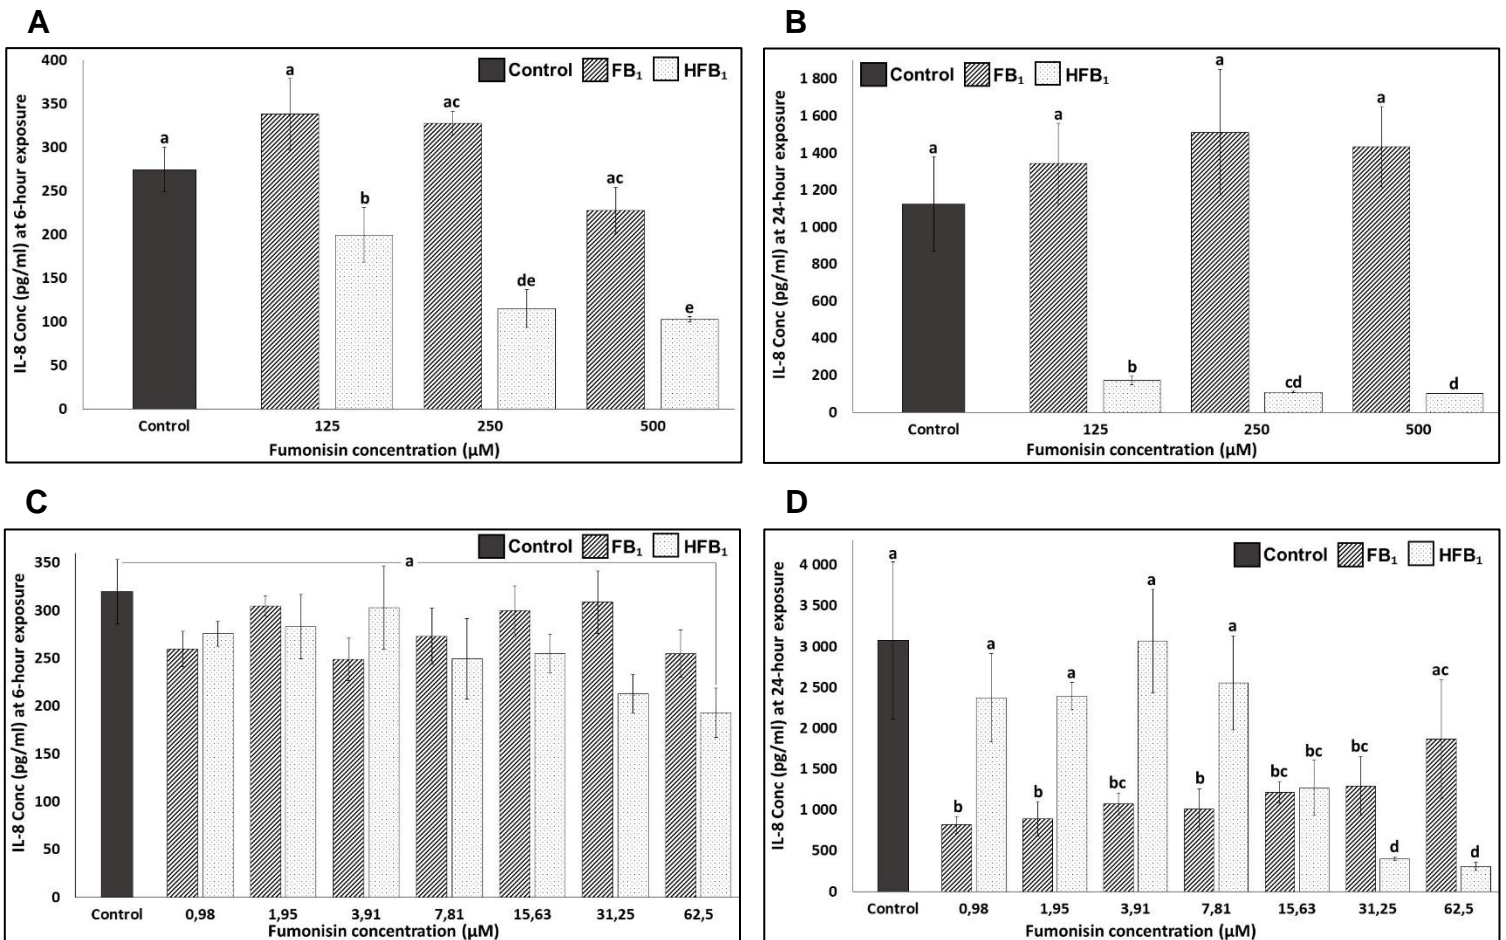 A
IL-8 Conc (pg/ml) at 6-hour exposure
400
350
300
250
200
150
100
50
0
Control FB₁ HFB₁
a
a
b
ac
de
ac
e
Control 125 250 500
Fumonisin concentration (µM)
B
IL-8 Conc (pg/ml) at 24-hour exposure
1 800
1 600
1 400
1 200
1 000
800
600
400
200
0
Control FB₁ HFB₁
a
a
b
a
cd
a
d
Control 125 250 500
Fumonisin concentration (µM)
C
IL-8 Conc (pg/ml) at 6-hour exposure
350
300
250
200
150
100
50
0
Control FB₁ HFB₁
a
Control 0,98 1,95 3,91 7,81 15,63 31,25 62,5
Fumonisin concentration (µM)
D
IL-8 Conc (pg/ml) at 24-hour exposure
4 000
3 500
3 000
2 500
2 000
1 500
1 000
500
0
Control FB₁ HFB₁
a
b
a
b
a
bc
a
b
a
bc
bc
bc
d
ac
d
Control 0,98 1,95 3,91 7,81 15,63 31,25 62,5
Fumonisin concentration (µM)